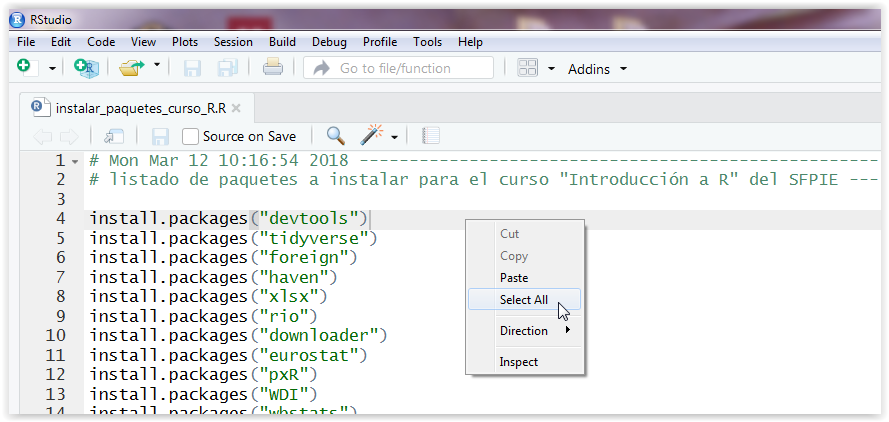 RStudio
File Edit Code View Plots Session Build Debug Profile Tools Help
Go to file/function Addins
instalar_paquetes_curso_R.R
Source on Save
1 # Mon Mar 12 10:16:54 2018 ----------------------------------------------------
2 # listado de paquetes a instalar para el curso "Introducción a R" del SFPIE ---
3
4 install.packages("devtools")
5 install.packages("tidyverse")
6 install.packages("foreign")
7 install.packages("haven")
8 install.packages("xlsx")
9 install.packages("rio")
10 install.packages("downloader")
11 install.packages("eurostat")
12 install.packages("pxR")
13 install.packages("WDI")
14 install.packages("wbstats")
Cut
Copy
Paste
Select All
Direction
Inspect